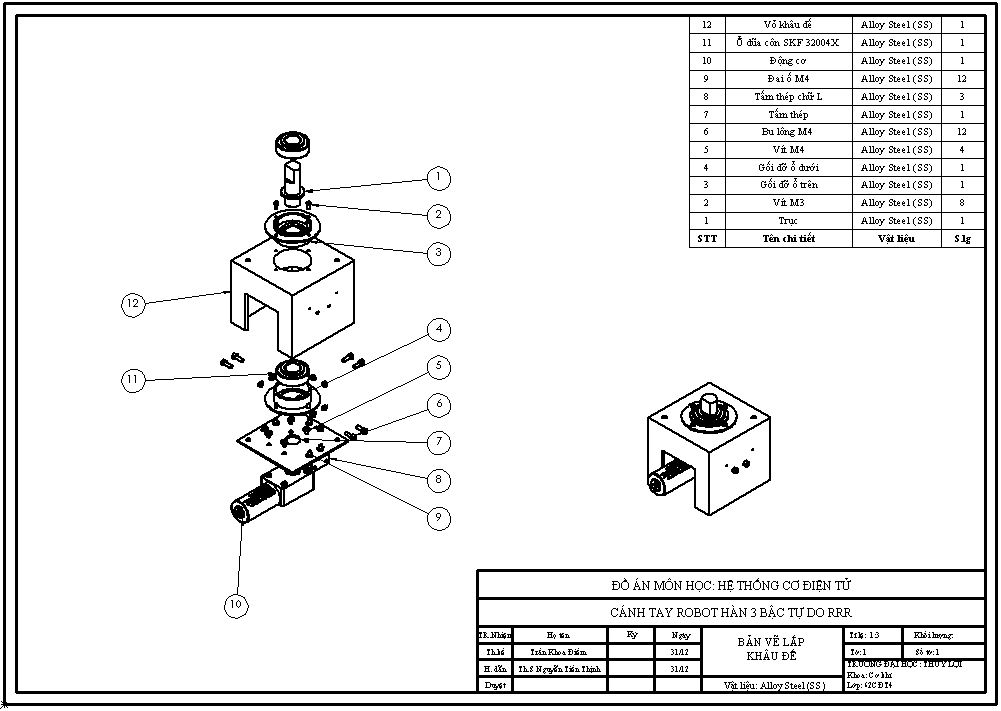 12 Vỏ khâu đế Alloy Steel (SS) 1
11 Ổ đũa côn SKF 32004X Alloy Steel (SS) 1
10 Động cơ Alloy Steel (SS) 1
9 Đai ố M4 Alloy Steel (SS) 12
8 Tấm thép chữ L Alloy Steel (SS) 3
7 Tấm thép Alloy Steel (SS) 1
6 Bu lông M4 Alloy Steel (SS) 12
5 Vít M4 Alloy Steel (SS) 4
4 Gối đỡ ổ dưới Alloy Steel (SS) 1
3 Gối đỡ ổ trên Alloy Steel (SS) 1
2 Vít M3 Alloy Steel (SS) 8
1 Trục Alloy Steel (SS) 1
STT Tên chi tiết Vật liệu S.lg
1
2
3
12
4
5
11
6
7
8
9
10
ĐỒ ÁN MÔN HỌC: HỆ THỐNG CƠ ĐIỆN TỬ
CÁNH TAY ROBOT HÀN 3 BẬC TỰ DO RRR
TR.Nhiệm Họ tên Ký Ngày
Th.kế Trần Khoa Điềm 31/12
H. dẫn Th.S Nguyễn Tiến Thịnh 31/12
Duyệt
BẢN VẼ LẮP
KHÂU ĐẾ
Vật liệu: Alloy Steel (SS)
Tỉ lệ: 1:3 Khối lượng:
Tờ: 1 Số tờ: 1
TRƯỜNG ĐẠI HỌC : THỦY LỢI
Khoa: Cơ khí
Lớp: 62CĐT4